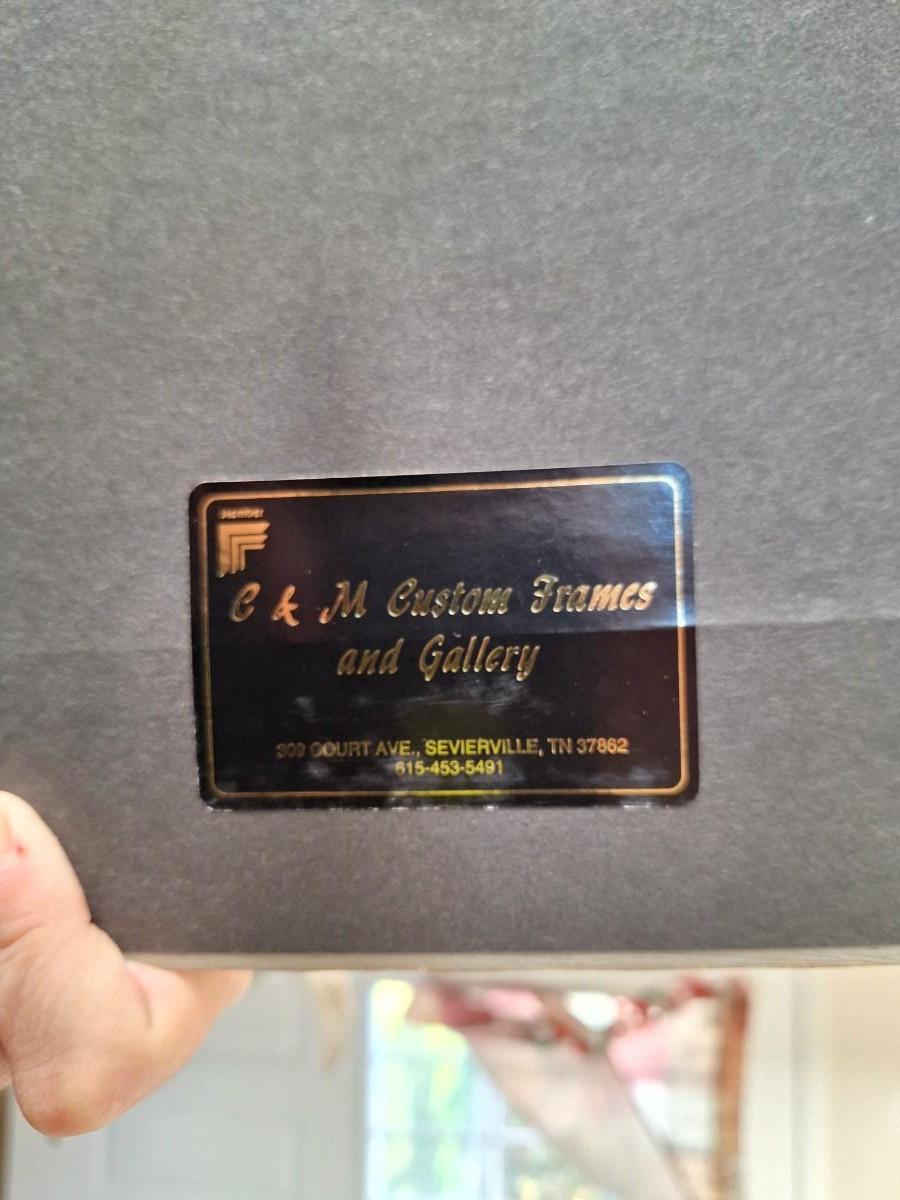 Member
C & M Custom Frames
and Gallery
309 COURT AVE., SEVIERVILLE, TN 37862
615-453-5491